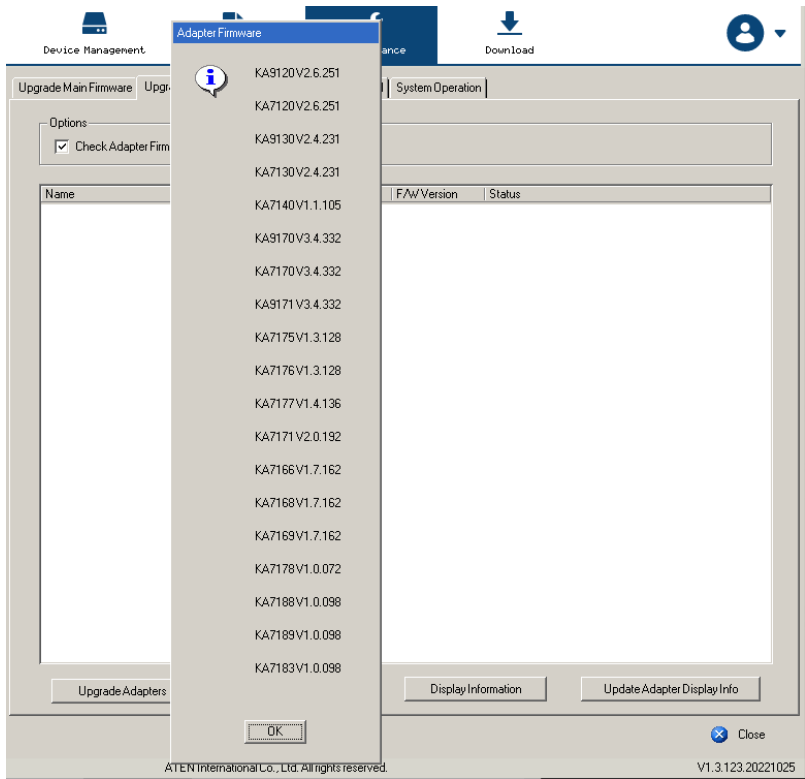 Device Management
ance
Download
Adapter Firmware
Upgrade Main Firmware
Upgr
System Operation
Options
Check Adapter Firm
Name
F/W Version
Status
KA9120V2.6.251
KA7120V2.6.251
KA9130V2.4.231
KA7130V2.4.231
KA7140V1.1.105
KA9170V3.4.332
KA7170V3.4.332
KA9171V3.4.332
KA7175V1.3.128
KA7176V1.3.128
KA7177V1.4.136
KA7171V2.0.192
KA7166V1.7.162
KA7168V1.7.162
KA7169V1.7.162
KA7178V1.0.072
KA7188V1.0.098
KA7189V1.0.098
KA7183V1.0.098
OK
Upgrade Adapters
Display Information
Update Adapter Display Info
Close
ATEN International Co., Ltd. All rights reserved.
V1.3.123.20221025